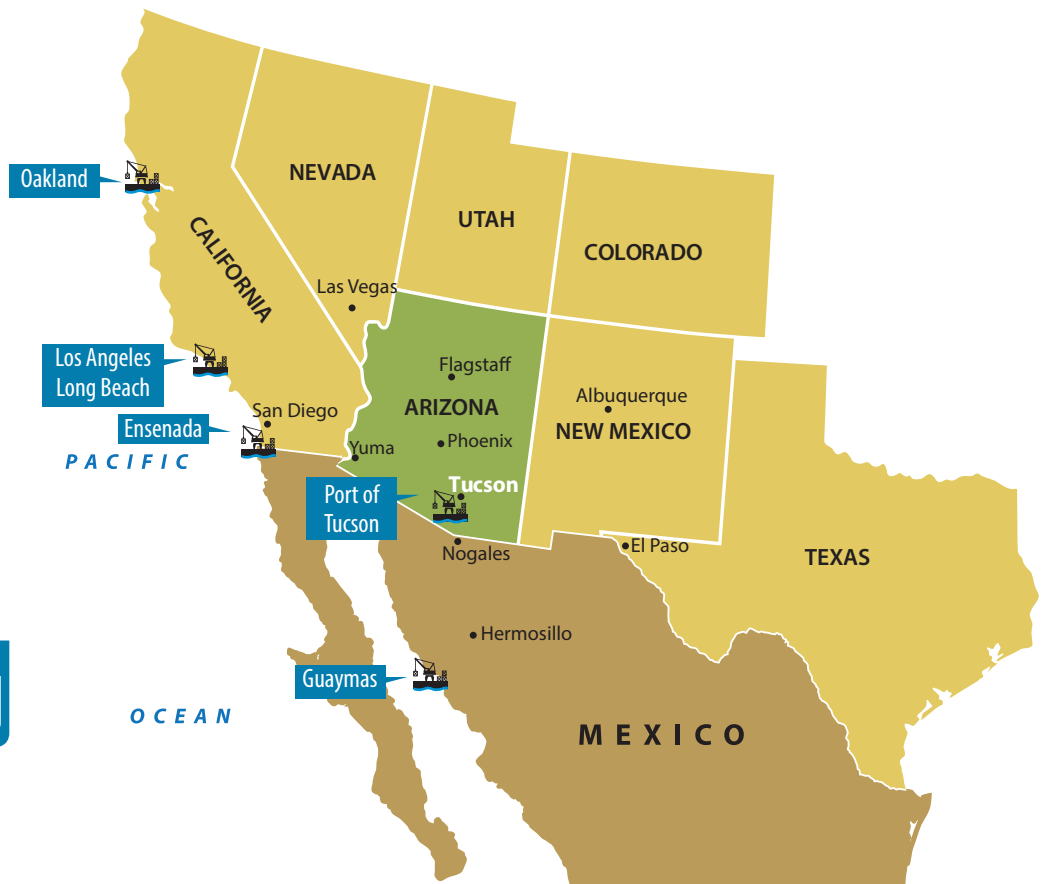 NEVADA
Oakland
UTAH
CALIFORNIA
COLORADO
Las Vegas
Los Angeles
Long Beach
Flagstaff
ARIZONA
Albuquerque
NEW MEXICO
San Diego
Ensenada
Phoenix
Yuma
PACIFIC
Tucson
Port of
Tucson
Nogales
El Paso
TEXAS
Hermosillo
Guaymas
OCEAN
MEXICO